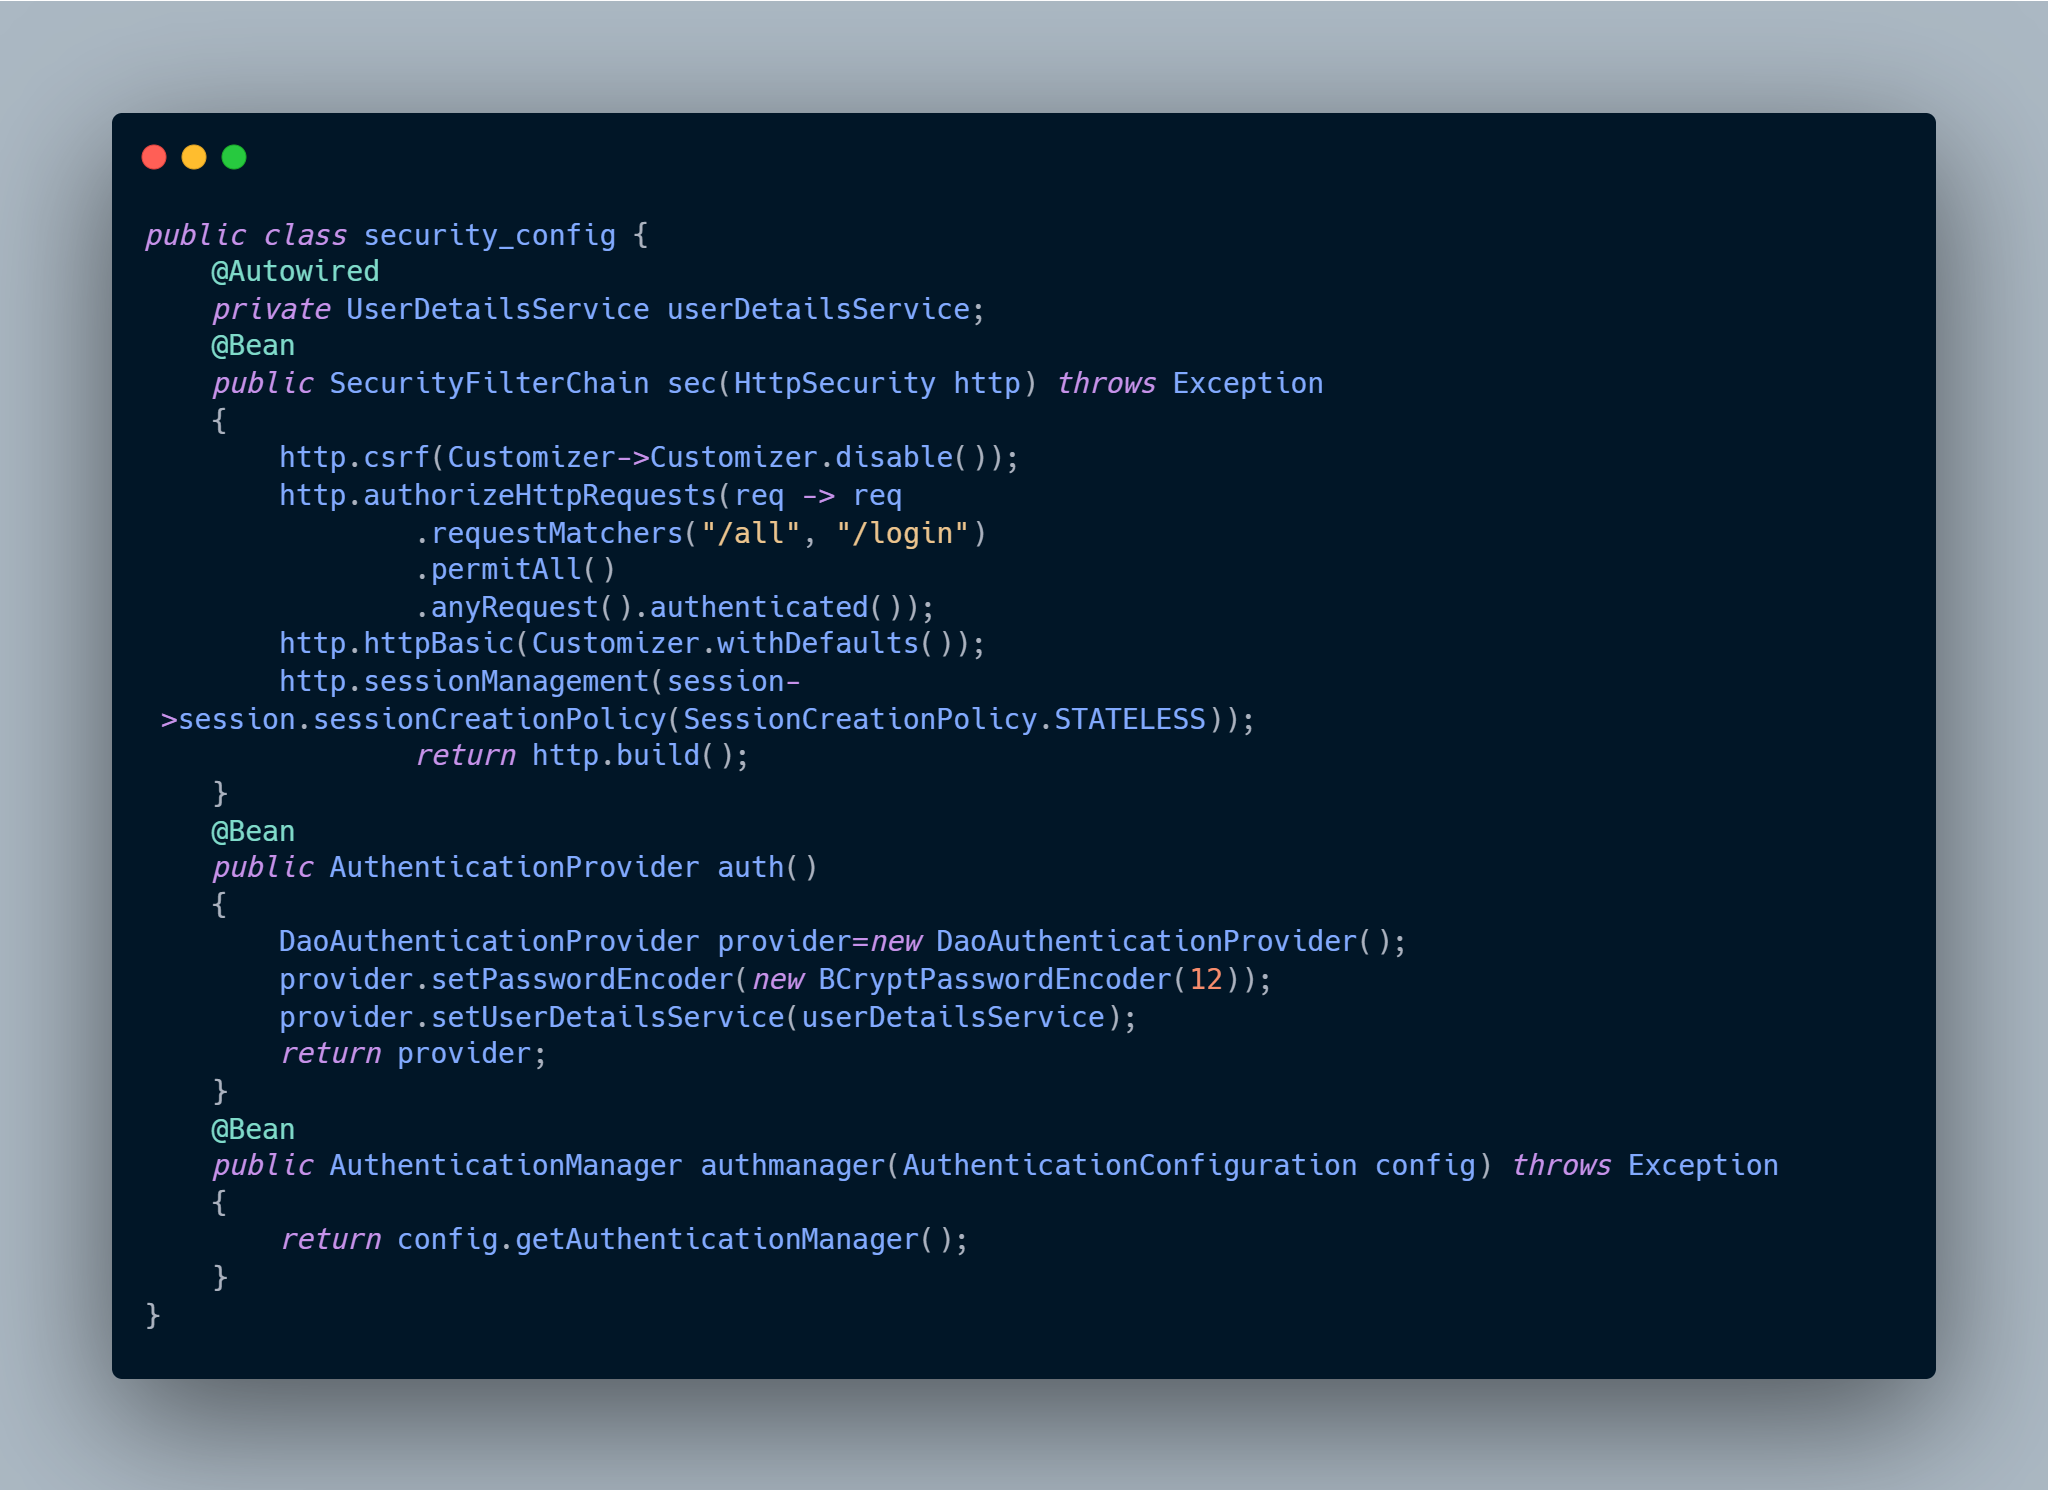 public class security_config {
    @Autowired
    private UserDetailsService userDetailsService;
    @Bean
    public SecurityFilterChain sec(HttpSecurity http) throws Exception
    {
        http.csrf(Customizer->Customizer.disable());
        http.authorizeHttpRequests(req -> req
                .requestMatchers("/all", "/login")
                .permitAll()
                .anyRequest().authenticated());
        http.httpBasic(Customizer.withDefaults());
        http.sessionManagement(session-
 >session.sessionCreationPolicy(SessionCreationPolicy.STATELESS));
                return http.build();
    }
    @Bean
    public AuthenticationProvider auth()
    {
        DaoAuthenticationProvider provider=new DaoAuthenticationProvider();
        provider.setPasswordEncoder(new BCryptPasswordEncoder(12));
        provider.setUserDetailsService(userDetailsService);
        return provider;
    }
    @Bean
    public AuthenticationManager authmanager(AuthenticationConfiguration config) throws Exception
    {
        return config.getAuthenticationManager();
    }
}